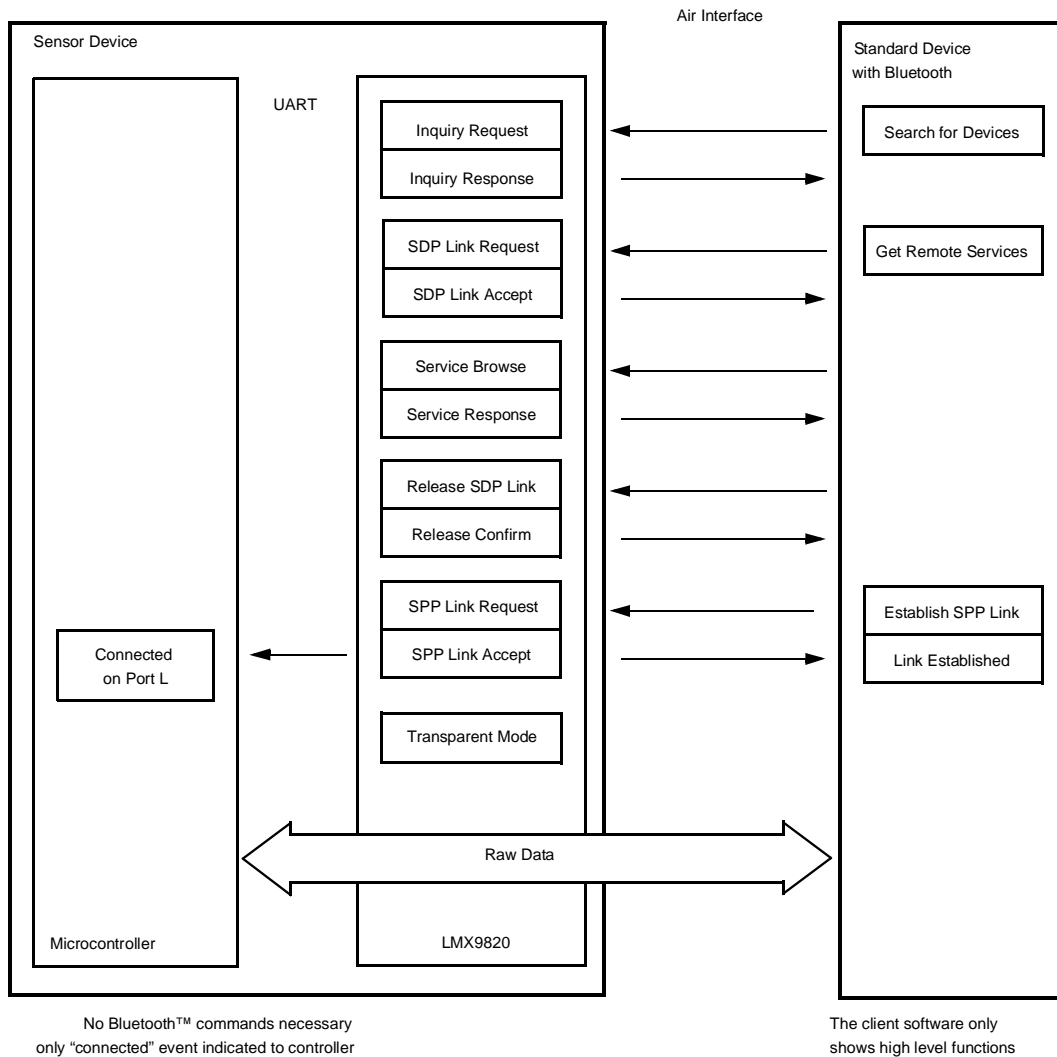 Air Interface
Sensor Device
Standard Device
with Bluetooth
UART
Inquiry Request
Search for Devices
Inquiry Response
SDP Link Request
Get Remote Services
SDP Link Accept
Service Browse
Service Response
Release SDP Link
Release Confirm
SPP Link Request
Establish SPP Link
Connected
on Port L
SPP Link Accept
Link Established
Transparent Mode
Raw Data
Microcontroller
LMX9820
No Bluetooth™ commands necessary
only “connected” event indicated to controller
The client software only
shows high level functions